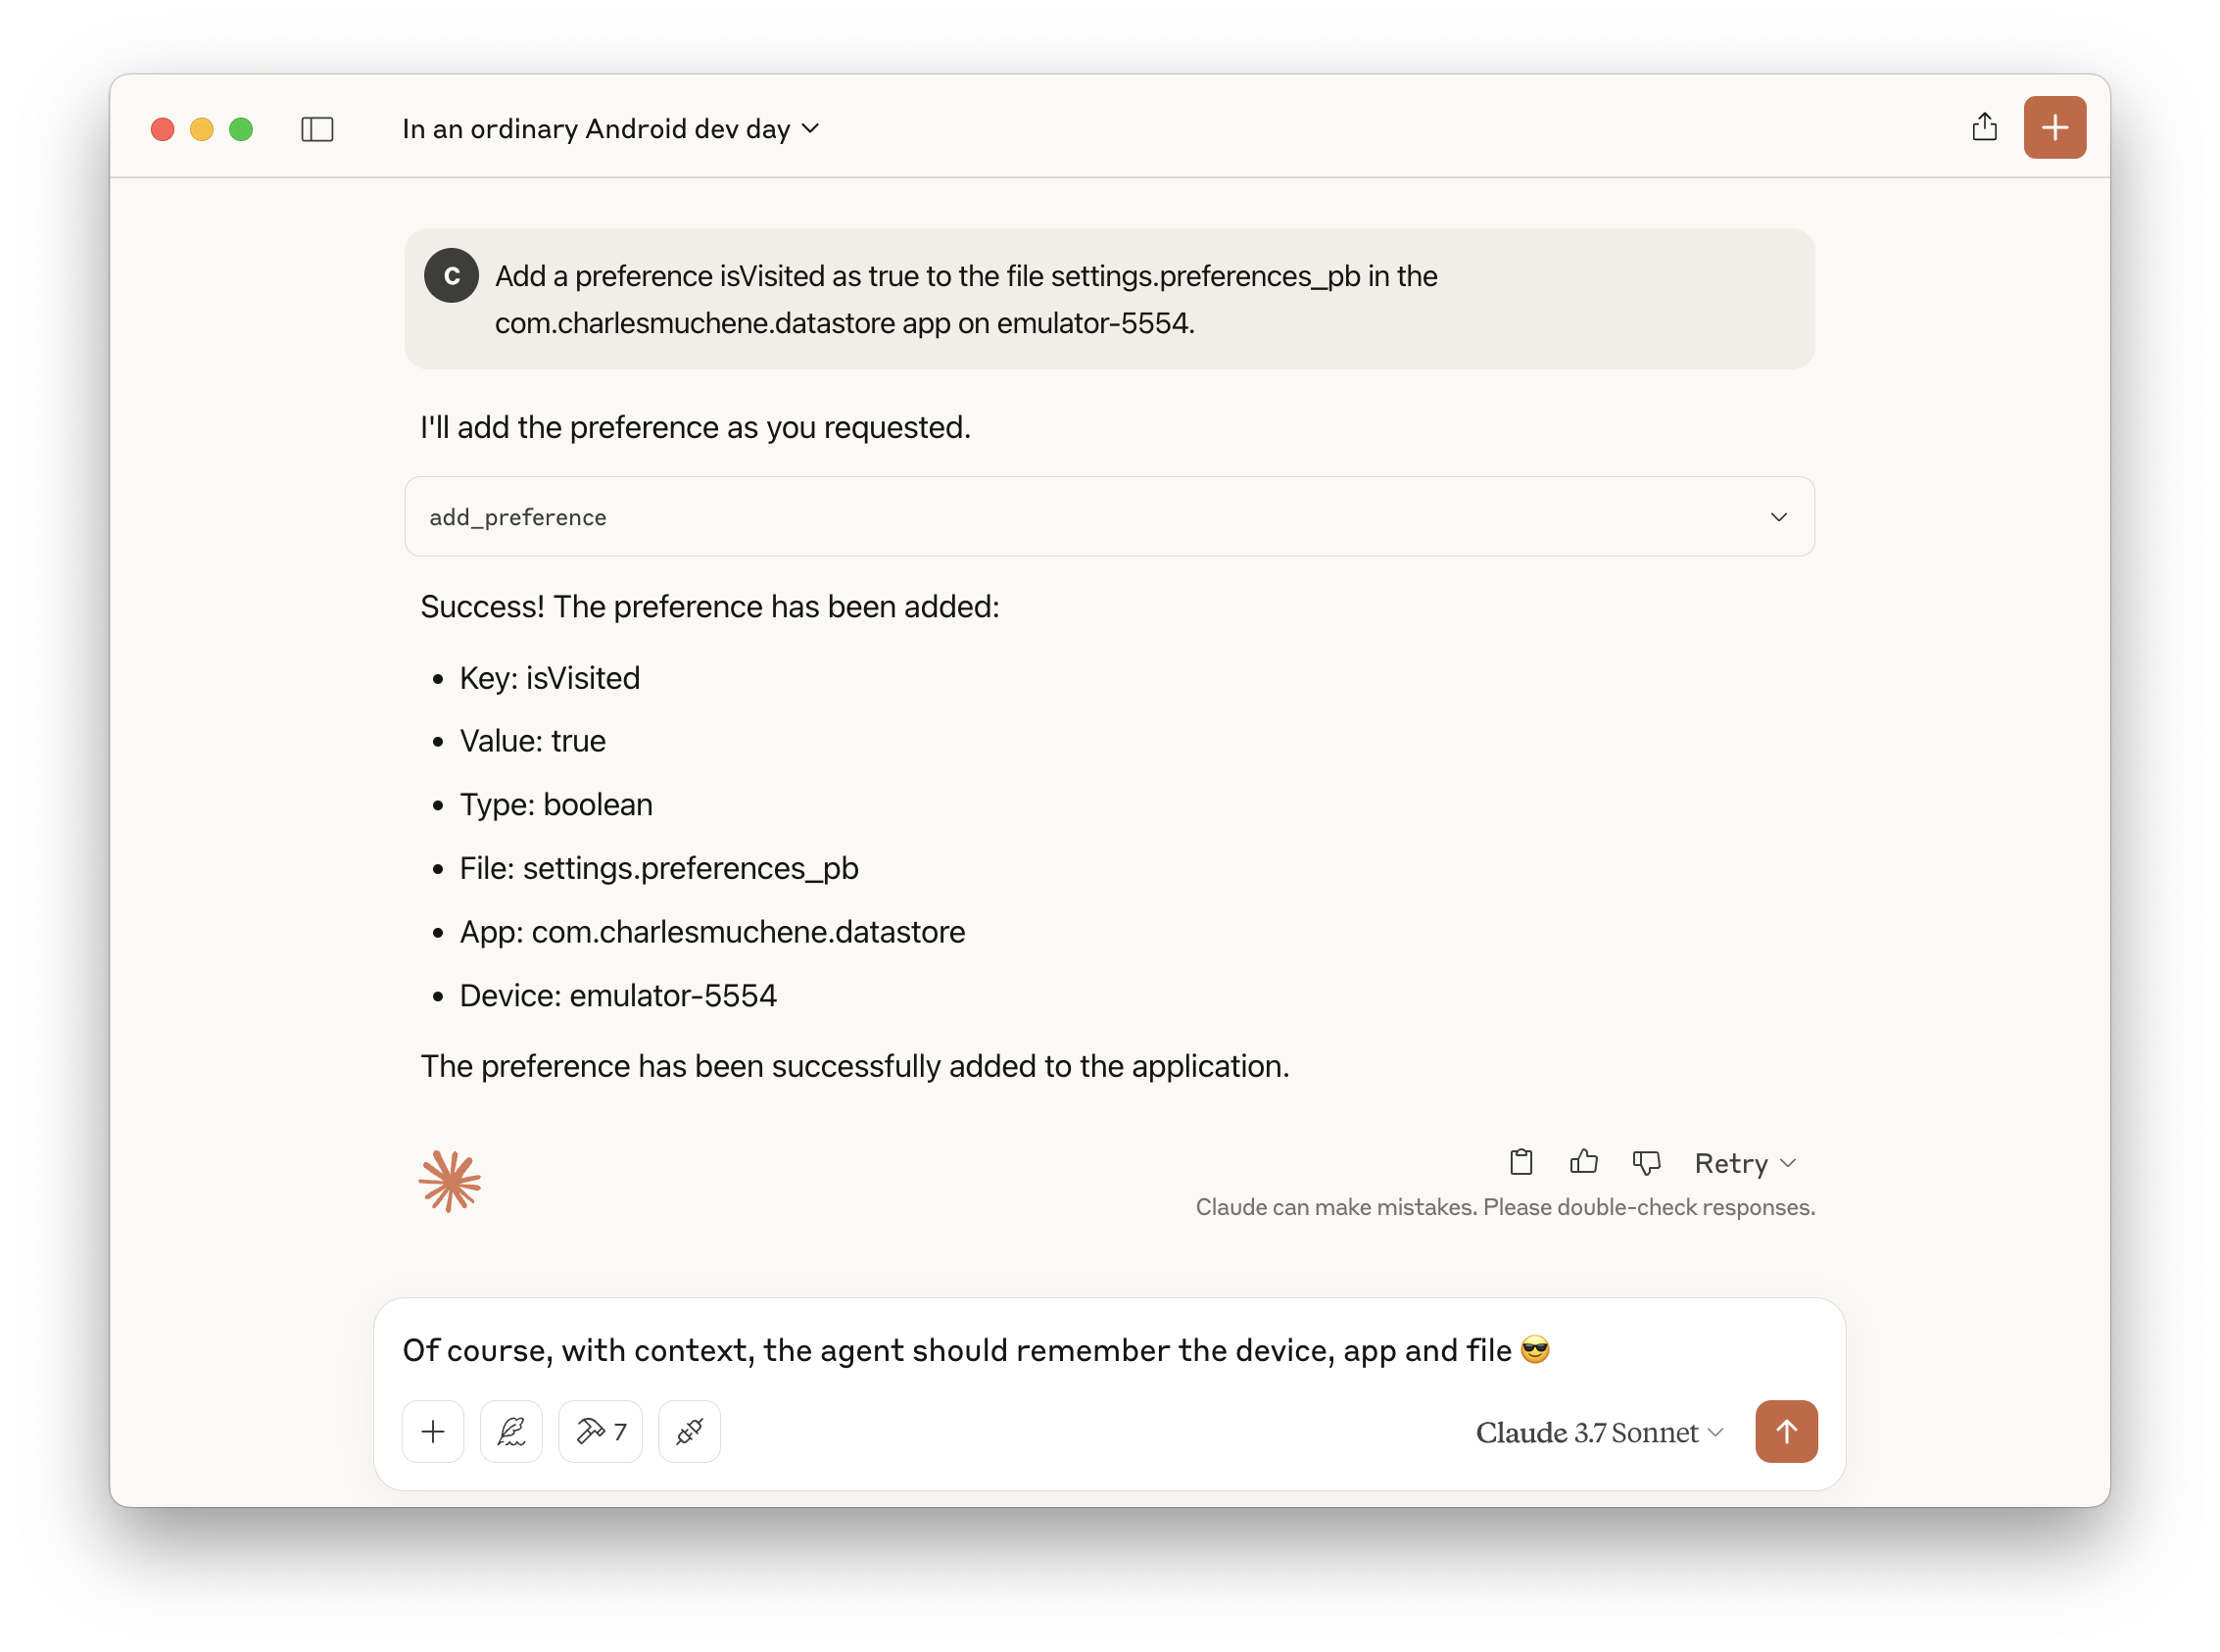 In an ordinary Android dev day
C
Add a preference isVisited as true to the file settings.preferences_pb in the
com.charlesmuchene.datastore app on emulator-5554.
I'll add the preference as you requested.
add_preference
Success! The preference has been added:
• Key: isVisited
• Value: true
• Type: boolean
• File: settings.preferences_pb
• App: com.charlesmuchene.datastore
• Device: emulator-5554
The preference has been successfully added to the application.
Retry
Claude can make mistakes. Please double-check responses.
Of course, with context, the agent should remember the device, app and file 😎
7
Claude 3.7 Sonnet